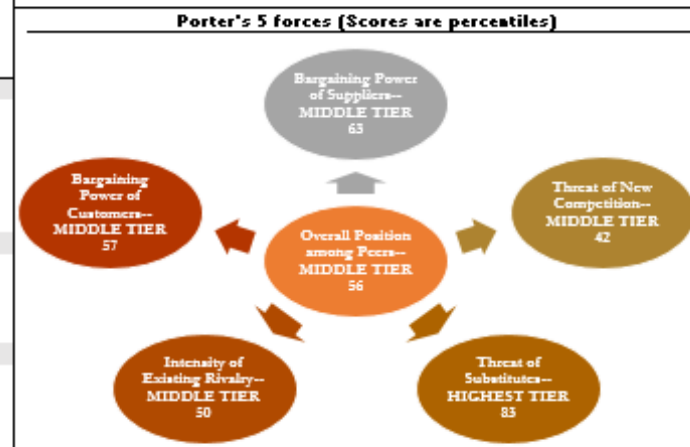 Porter's 5 forces (Scores are percentiles)
Bargaining Power
of Suppliers--
MIDDLE TIER
63
Bargaining
Power of
Customers--
MIDDLE TIER
57
Threat of New
Competition--
MIDDLE TIER
42
Overall Position
among Peers--
MIDDLE TIER
56
Intensity of
Existing Rivalry--
MIDDLE TIER
50
Threat of
Substitutes--
HIGHEST TIER
83